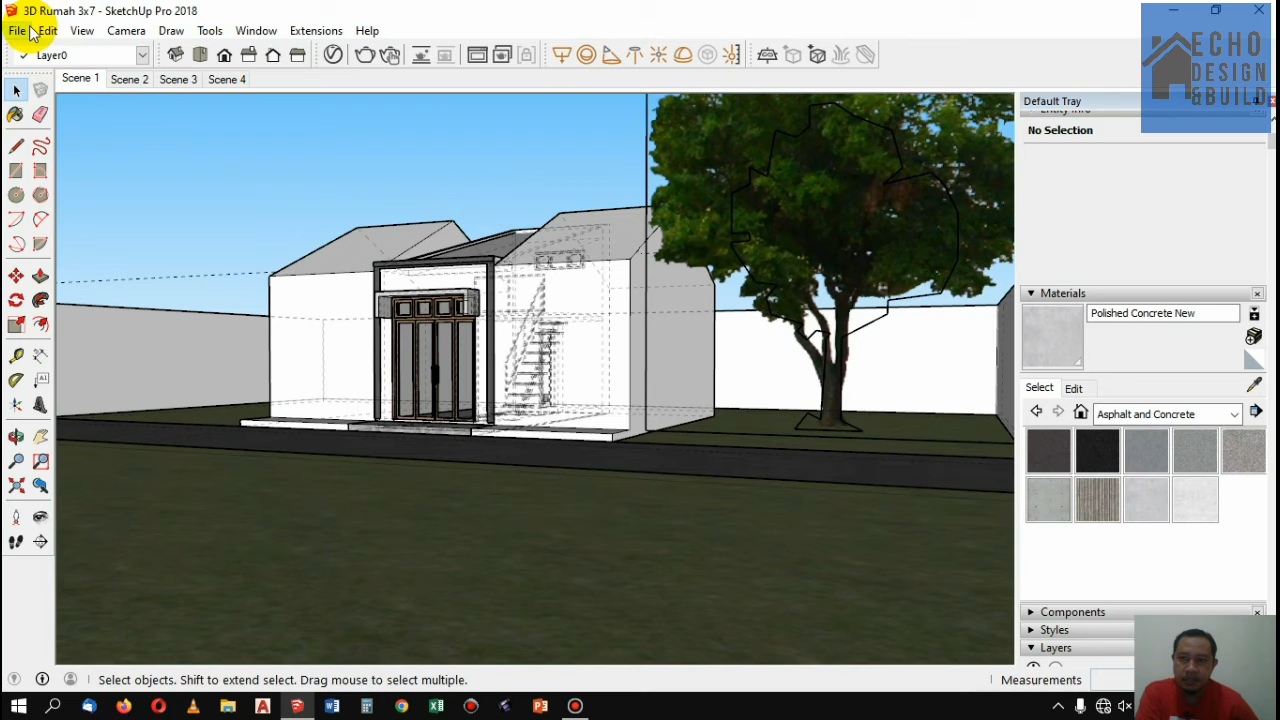 3D Rumah 3x7 - SketchUp Pro 2018
File Edit View Camera Draw Tools Window Extensions Help
Layer0
Scene 1 Scene 2 Scene 3 Scene 4
ECHO
DESIGN
&BUILD
Default Tray
Entity Info
No Selection
Materials
Polished Concrete New
Select Edit
Asphalt and Concrete
Components
Styles
Layers
Select objects. Shift to extend select. Drag mouse to select multiple.
Measurements